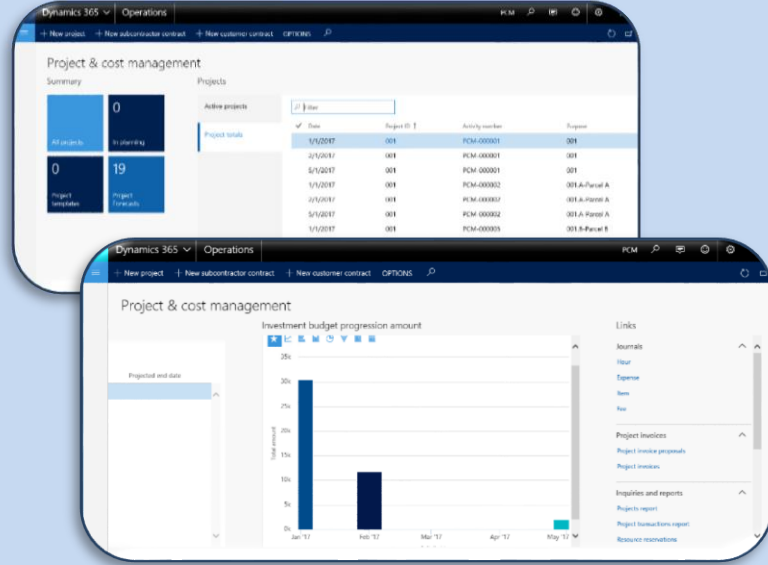 Dynamics 365 Operations PCM
+ New project + New subcontractor contract + New customer contract OPTIONS
Project & cost management
Summary Projects
All projects
0
In planning
0
Project templates
19
Project Forecasts
Active projects
Project totals
Filter
Date Project ID Activity number Purpose
1/1/2017 001 PCM-000001 001
2/1/2017 001 PCM-000001 001
5/1/2017 001 PCM-000001 001
1/1/2017 001 PCM-000002 001.A-Parcel A
2/1/2017 001 PCM-000002 001.A-Parcel A
5/1/2017 001 PCM-000002 001.A-Parcel A
1/1/2017 001 001.B-Parcel B
Dynamics 365 Operations PCM
+ New project + New subcontractor contract + New customer contract OPTIONS
Project & cost management
Projected end date
Investment budget progression amount
Total amount
35
30
25
20
15
10
5
0
Jan '17 Feb '17 Mar '17 Apr '17 May '17
Links
Journals
Hour
Expense
Item
Fee
Project invoices
Project invoice proposals
Project invoices
Inquiries and reports
Projects report
Project transactions report
Resource reservations